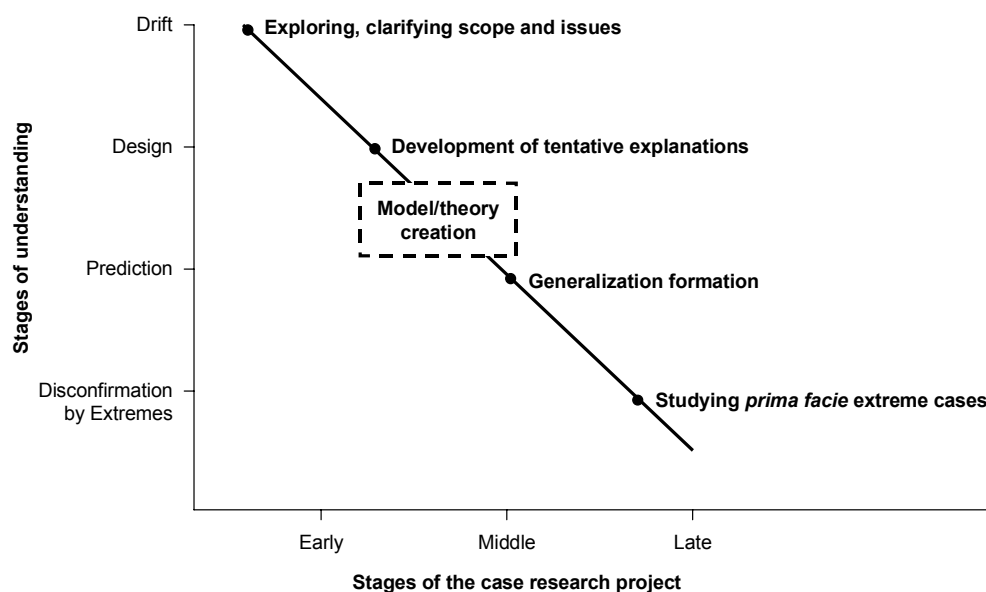 Drift
Exploring, clarifying scope and issues
Stages of understanding
Design
Development of tentative explanations
Model/theory
creation
Prediction
Generalization formation
Disconfirmation
by Extremes
Studying prima facie extreme cases
Early
Middle
Late
Stages of the case research project